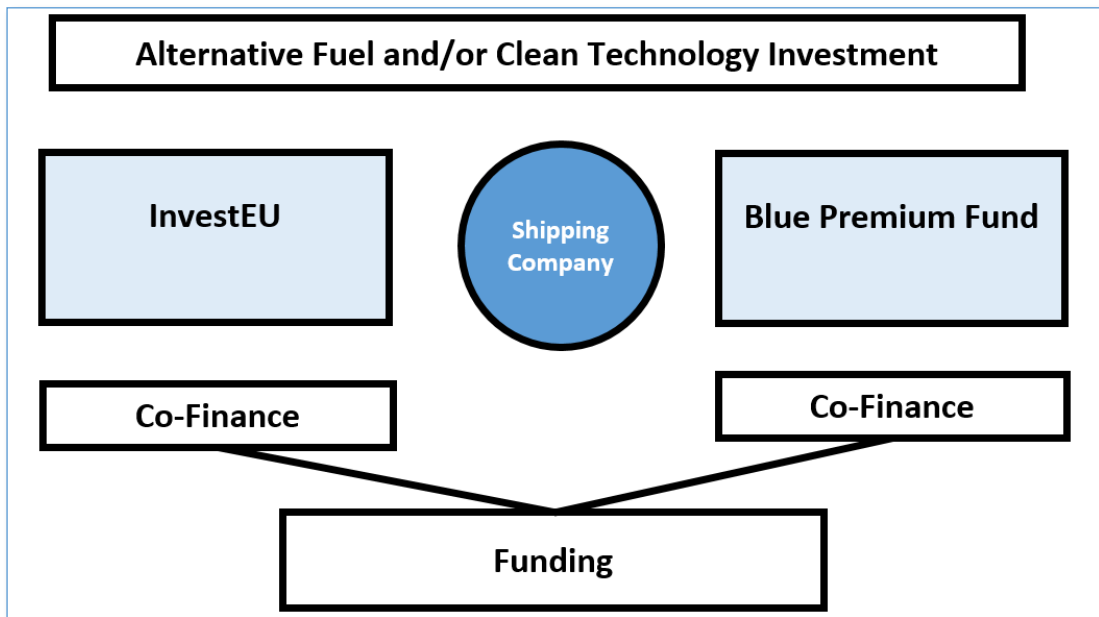 Alternative Fuel and/or Clean Technology Investment
InvestEU
Shipping
Company
Blue Premium Fund
Co-Finance
Co-Finance
Funding